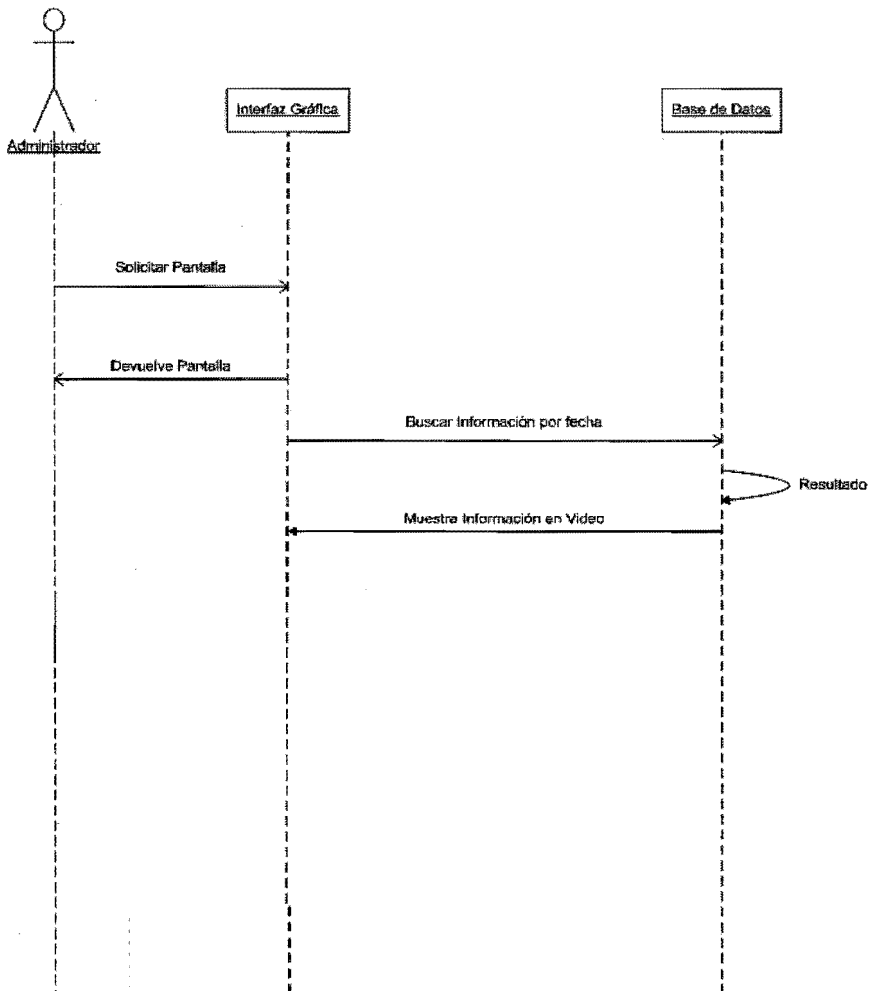 Interfaz Gráfica
Base de Datos
Administrador
Solicitar Pantalla
Devuelve Pantalla
Buscar Información por fecha
Resultado
Muestra Información en Video